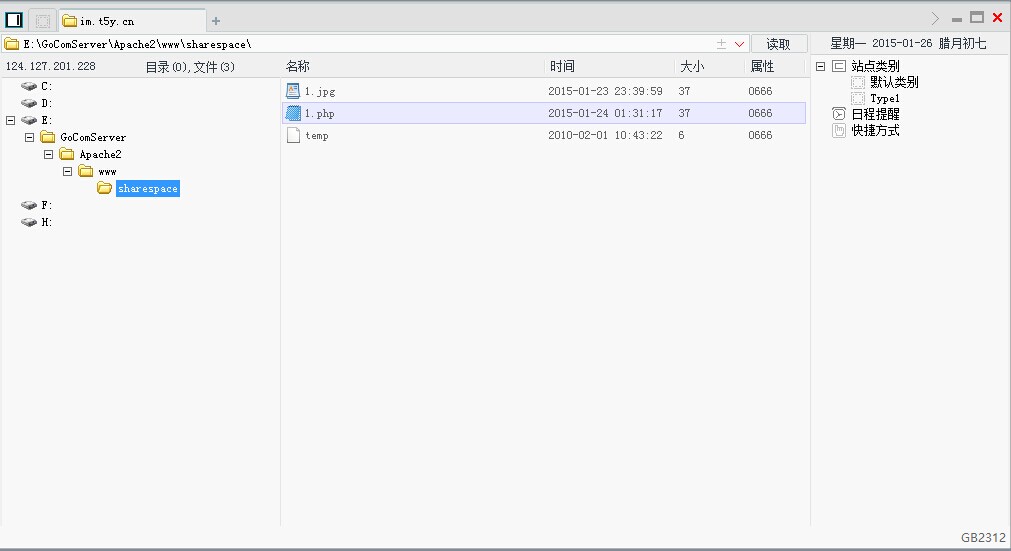 im.t5y.cn
E:\GoComServer\Apache2\www\sharespace\
读取
星期一 2015-01-26 腊月初七
124.127.201.228 目录(0),文件(3)
名称 时间 大小 属性
C:
D:
E:
GoComServer
Apache2
www
sharespace
F:
H:
1.jpg 2015-01-23 23:39:59 37 0666
1.php 2015-01-24 01:31:17 37 0666
temp 2010-02-01 10:43:22 6 0666
站点类别
默认类别
Type1
日程提醒
快捷方式
GB2312